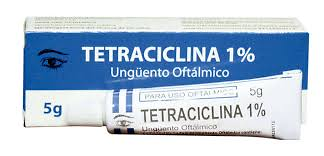 TETRACICLINA 1%
Ungüento Oftálmico
5g
PARA USO OFTÁLMICO
5g
TETRACICLINA 1%
Ungüento Oftálmico